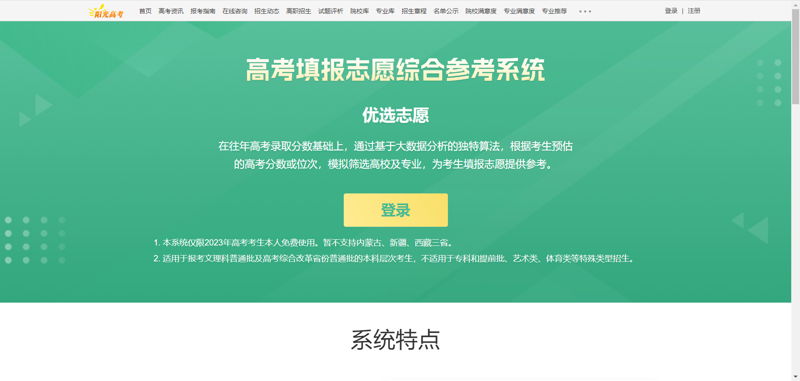 阳光高考
首页 高考资讯 报考指南 在线咨询 招生动态 高职招生 试题评析 院校库 专业库 招生章程 名单公示 院校满意度 专业满意度 专业推荐 •••
登录 | 注册
高考填报志愿综合参考系统
优选志愿
在往年高考录取分数基础上，通过基于大数据分析的独特算法，根据考生预估
的高考分数或位次，模拟筛选高校及专业，为考生填报志愿提供参考。
登录
1. 本系统仅限2023年高考考生本人免费使用。暂不支持内蒙古、新疆、西藏三省。
2. 适用于报考文理科普通批及高考综合改革省份普通批的本科层次考生，不适用于专科和提前批、艺术类、体育类等特殊类型招生。
系统特点